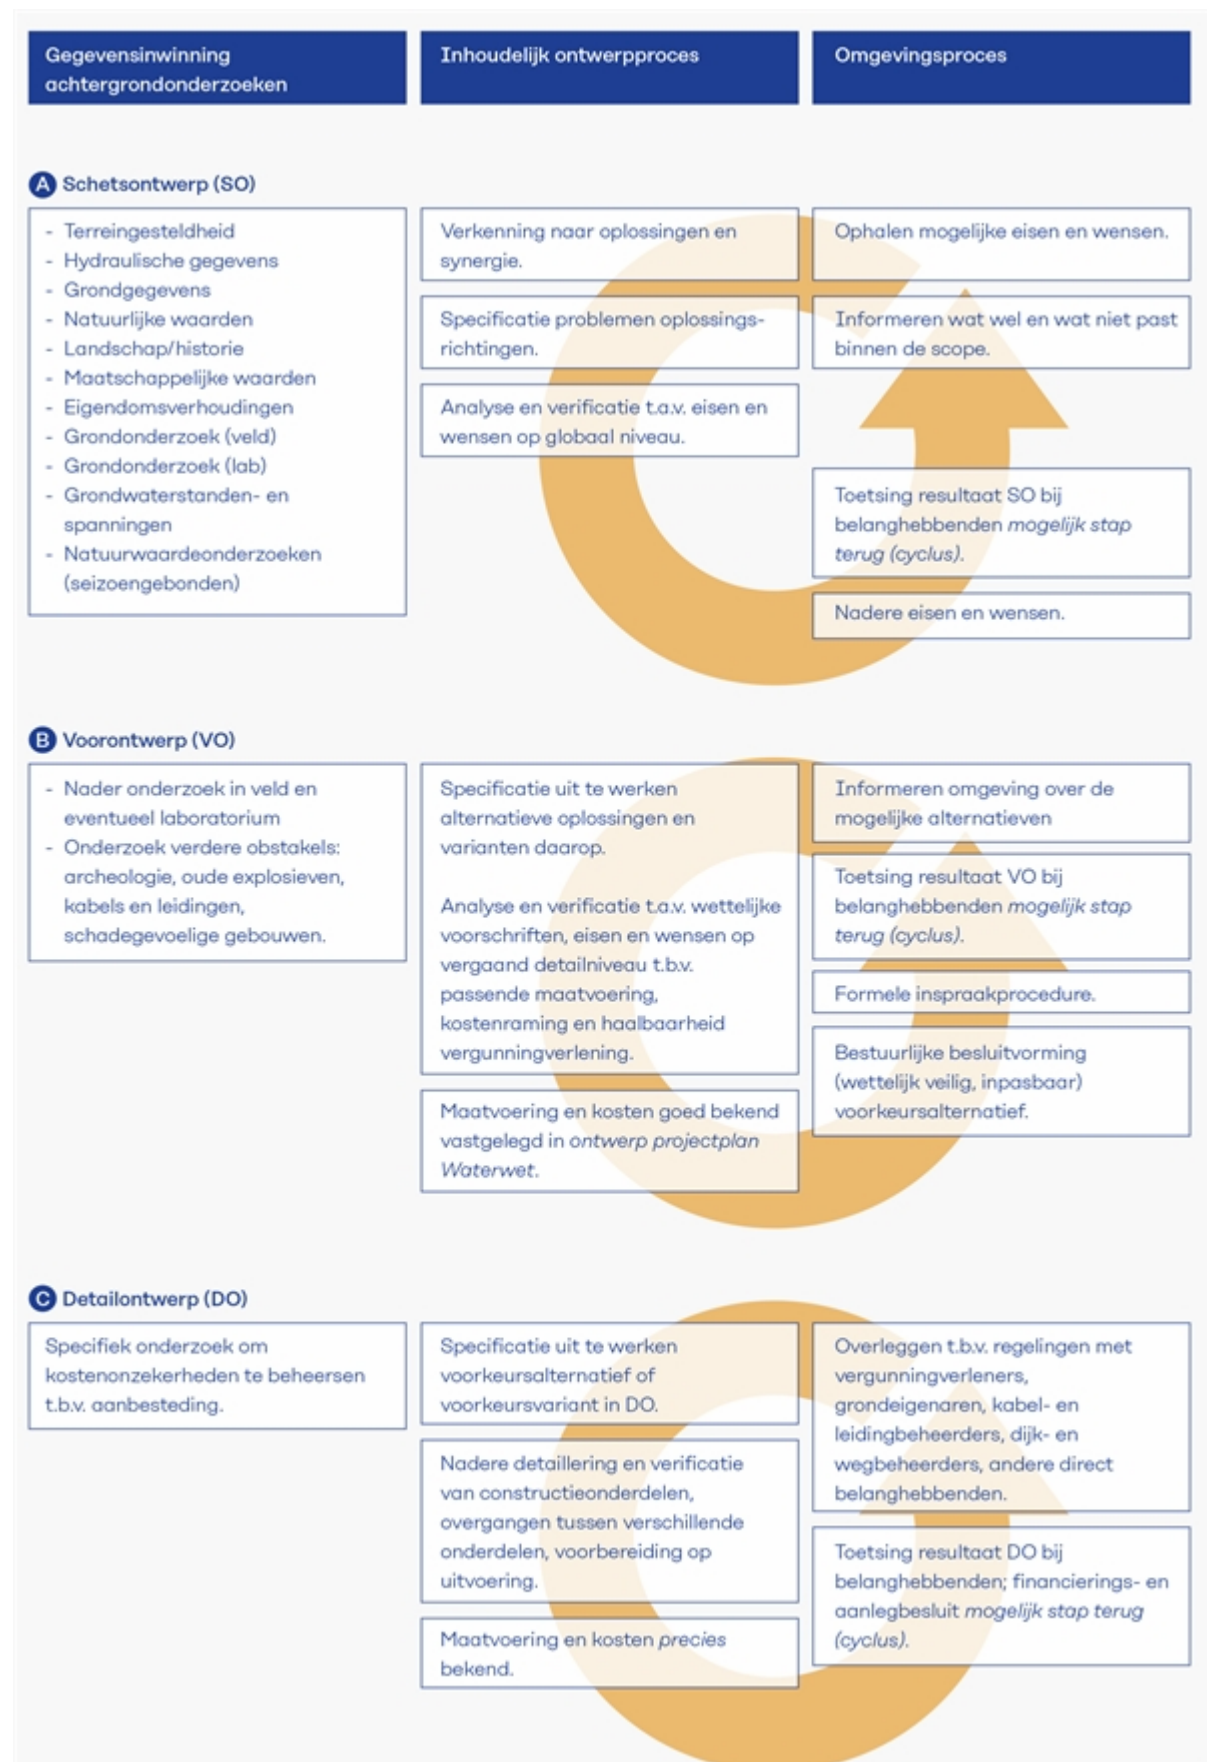 Gegevensinwinning
achtergrondonderzoeken
Inhoudelijk ontwerpproces
Omgevingsproces
A Schetsontwerp (SO)
- Terreingesteldheid
- Hydraulische gegevens
- Grondgegevens
- Natuurlijke waarden
- Landschap/historie
- Maatschappelijke waarden
- Eigendomsverhoudingen
- Grondonderzoek (veld)
- Grondonderzoek (lab)
- Grondwaterstanden- en
spanningen
- Natuurwaardeonderzoeken
(seizoengebonden)
Verkenning naar oplossingen en
synergie.
Specificatie problemen oplossings-
richtingen.
Analyse en verificatie t.a.v. eisen en
wensen op globaal niveau.
Ophalen mogelijke eisen en wensen.
Informeren wat wel en wat niet past
binnen de scope.
Toetsing resultaat SO bij
belanghebbenden mogelijk stap
terug (cyclus).
Nadere eisen en wensen.
B Voorontwerp (VO)
- Nader onderzoek in veld en
eventueel laboratorium
- Onderzoek verdere obstakels:
archeologie, oude explosieven,
kabels en leidingen,
schadegevoelige gebouwen.
Specificatie uit te werken
alternatieve oplossingen en
varianten daarop.
Analyse en verificatie t.a.v. wettelijke
voorschriften, eisen en wensen op
vergaand detailniveau t.b.v.
passende maatvoering,
kostenraming en haalbaarheid
vergunningverlening.
Maatvoering en kosten goed bekend
vastgelegd in ontwerp projectplan
Waterwet.
Informeren omgeving over de
mogelijke alternatieven
Toetsing resultaat VO bij
belanghebbenden mogelijk stap
terug (cyclus).
Formele inspraakprocedure.
Bestuurlijke besluitvorming
(wettelijk veilig, inpasbaar)
voorkeursalternatief.
C Detailontwerp (DO)
Specifiek onderzoek om
kostenonzekerheden te beheersen
t.b.v. aanbesteding.
Specificatie uit te werken
voorkeursalternatief of
voorkeursvariant in DO.
Nadere detaillering en verificatie
van constructieonderdelen,
overgangen tussen verschillende
onderdelen, voorbereiding op
uitvoering.
Maatvoering en kosten precies
bekend.
Overleggen t.b.v. regelingen met
vergunningverleners,
grondeigenaren, kabel- en
leidingbeheerders, dijk- en
wegbeheerders, andere direct
belanghebbenden.
Toetsing resultaat DO bij
belanghebbenden; financierings- en
aanlegbesluit mogelijk stap terug
(cyclus).